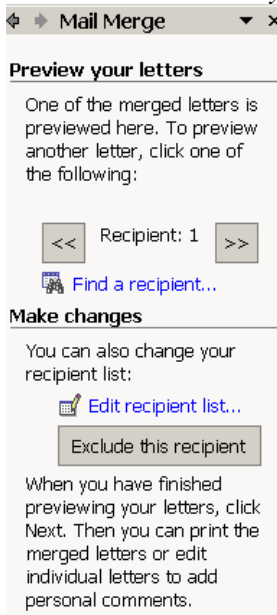 Mail Merge
Preview your letters
One of the merged letters is
previewed here. To preview
another letter, click one of
the following:
<< Recipient: 1 >>
Find a recipient...
Make changes
You can also change your
recipient list:
Edit recipient list...
Exclude this recipient
When you have finished
previewing your letters, click
Next. Then you can print the
merged letters or edit
individual letters to add
personal comments.